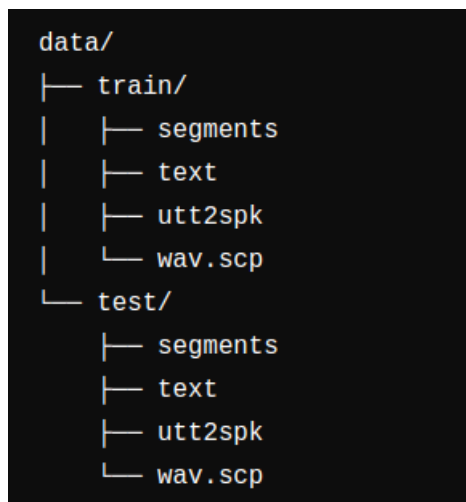 data/
├── train/
│   ├── segments
│   ├── text
│   ├── utt2spk
│   └── wav.scp
└── test/
    ├── segments
    ├── text
    ├── utt2spk
    └── wav.scp